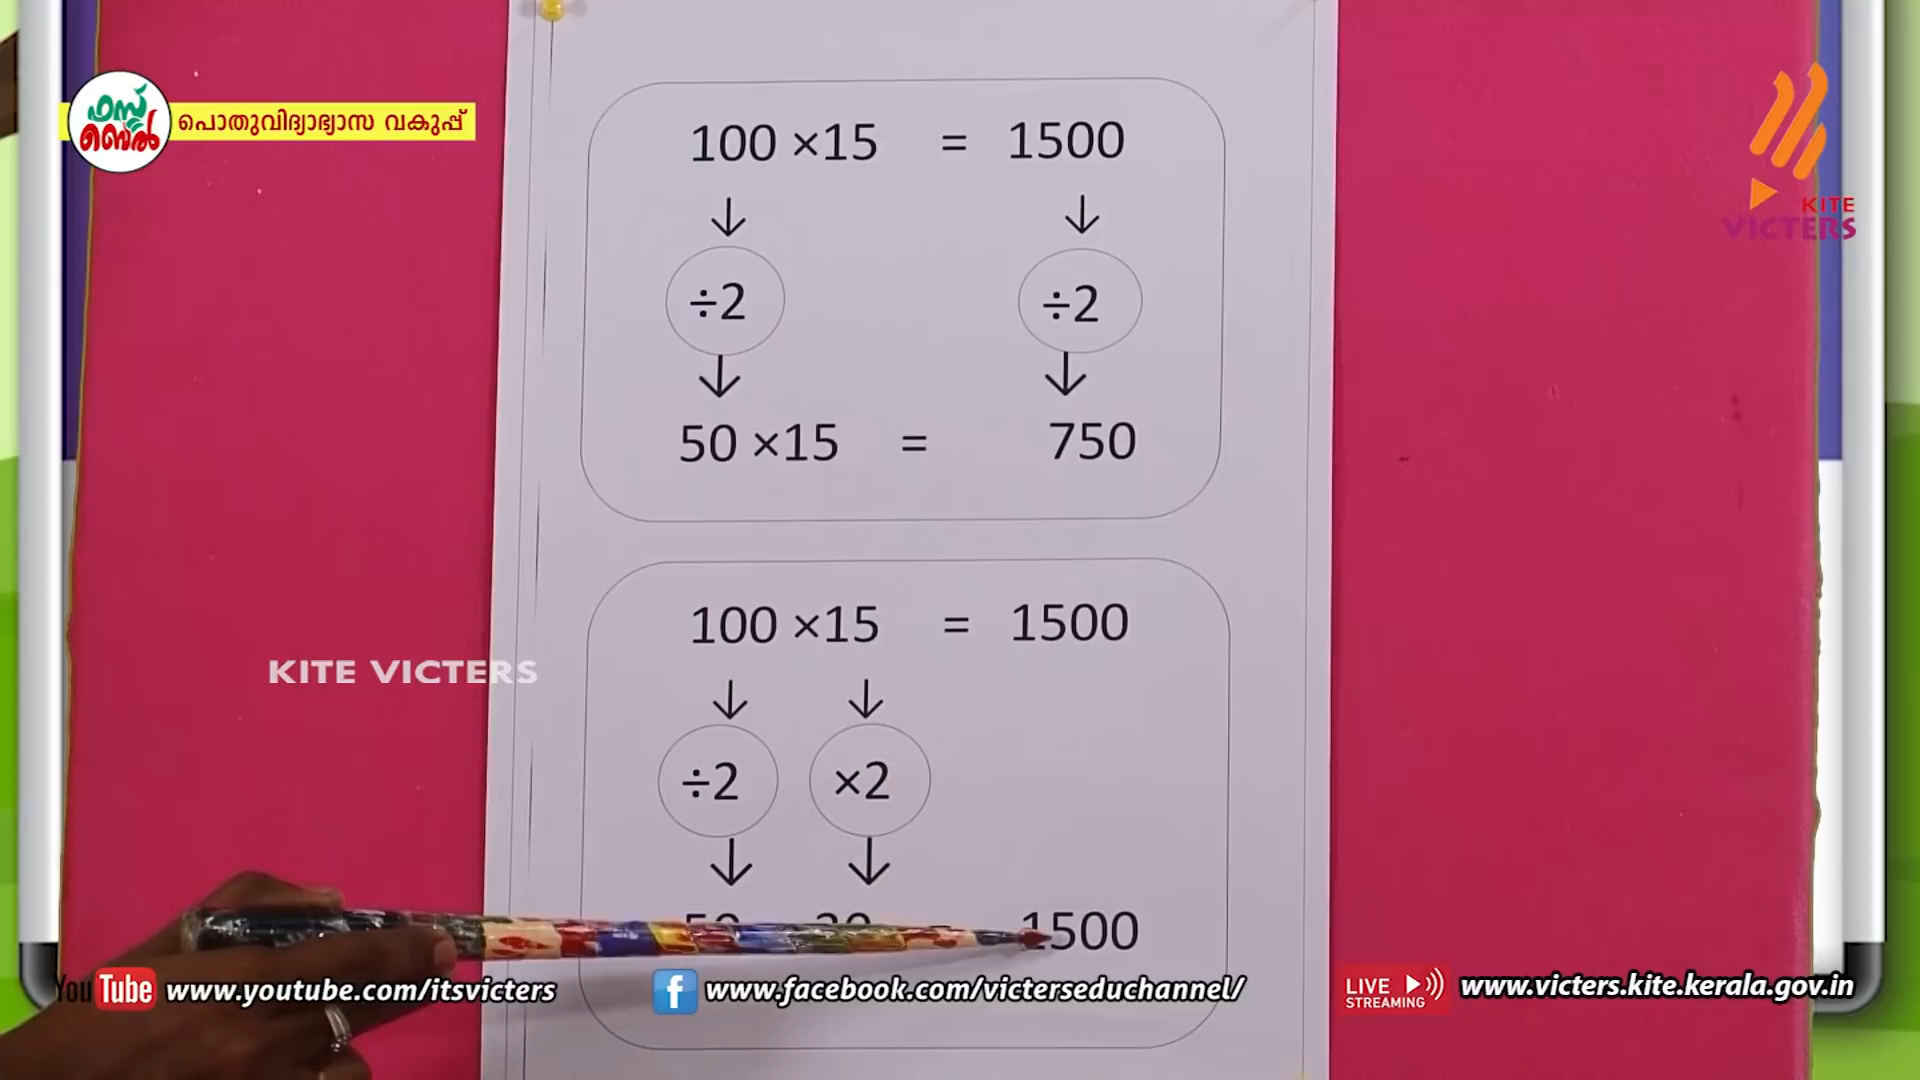 ഫസ്റ്റ് ബെൽ
പൊതുവിദ്യാഭ്യാസ വകുപ്പ്
KITE
VICTERS
100 ×15 = 1500
↓ ↓
÷2 ÷2
↓ ↓
50 ×15 = 750
100 ×15 = 1500
KITE VICTERS
↓ ↓
÷2 ×2
↓ ↓
1500
YouTube www.youtube.com/itsvicters
f www.facebook.com/victerseduchannel/
LIVE STREAMING www.victers.kite.kerala.gov.in